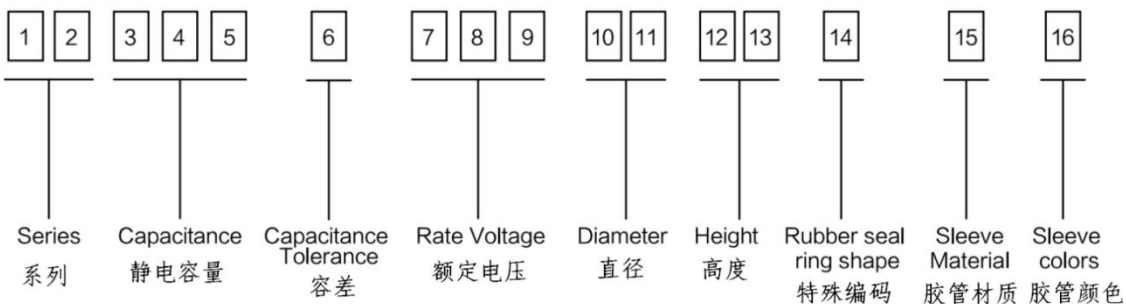 1 2 3 4 5 6 7 8 9 10 11 12 13 14 15 16
Series Capacitance Capacitance Tolerance Rate Voltage Diameter Height Rubber seal ring shape Sleeve Material Sleeve colors
系列 静电容量 容差 额定电压 直径 高度 特殊编码 胶管材质 胶管颜色